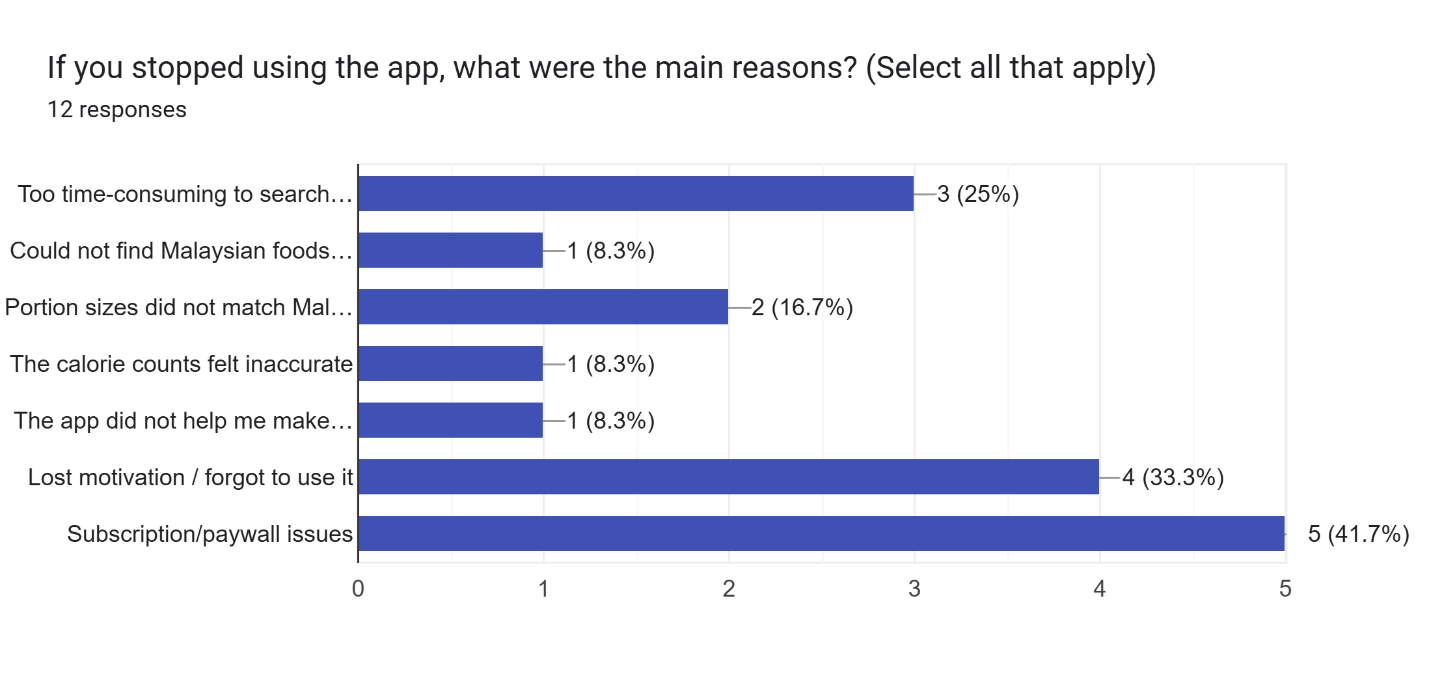 If you stopped using the app, what were the main reasons? (Select all that apply)
12 responses
Too time-consuming to search…
3 (25%)
Could not find Malaysian foods…
1 (8.3%)
Portion sizes did not match Mal…
2 (16.7%)
The calorie counts felt inaccurate
1 (8.3%)
The app did not help me make…
1 (8.3%)
Lost motivation / forgot to use it
4 (33.3%)
Subscription/paywall issues
5 (41.7%)
0 1 2 3 4 5